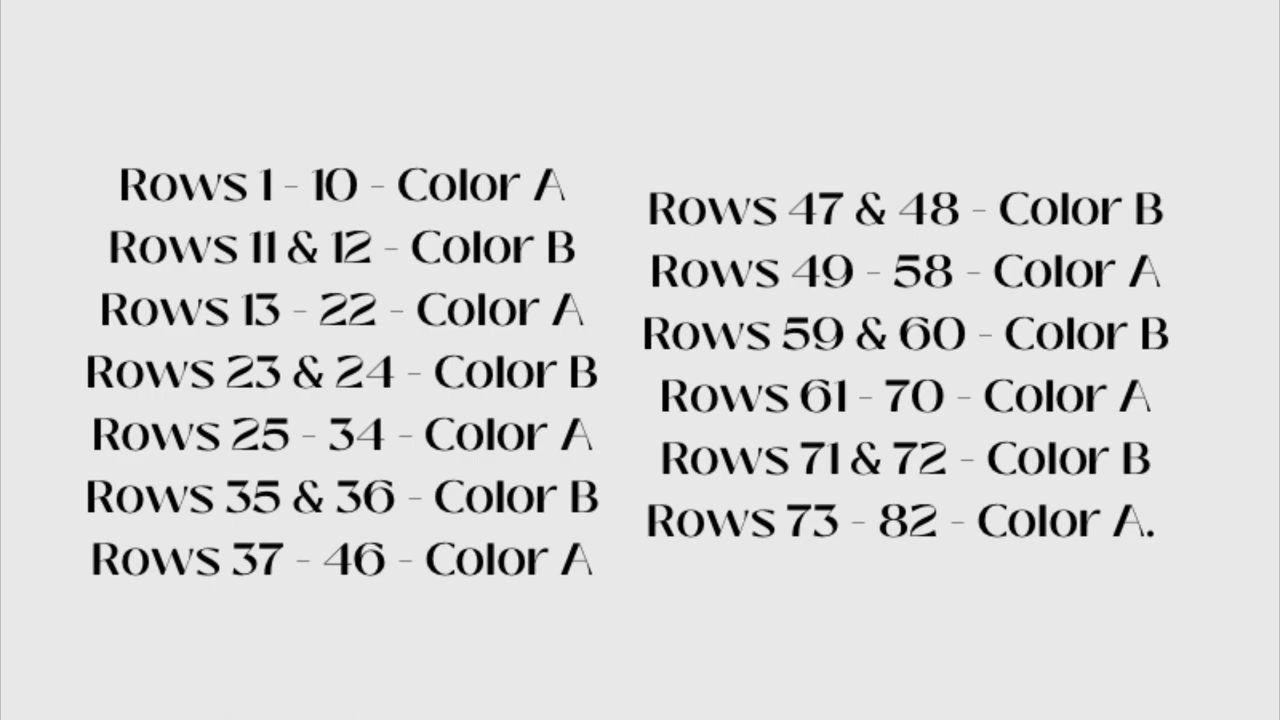 Rows 1 - 10 - Color A
Rows 11 & 12 - Color B
Rows 13 - 22 - Color A
Rows 23 & 24 - Color B
Rows 25 - 34 - Color A
Rows 35 & 36 - Color B
Rows 37 - 46 - Color A
Rows 47 & 48 - Color B
Rows 49 - 58 - Color A
Rows 59 & 60 - Color B
Rows 61 - 70 - Color A
Rows 71 & 72 - Color B
Rows 73 - 82 - Color A.